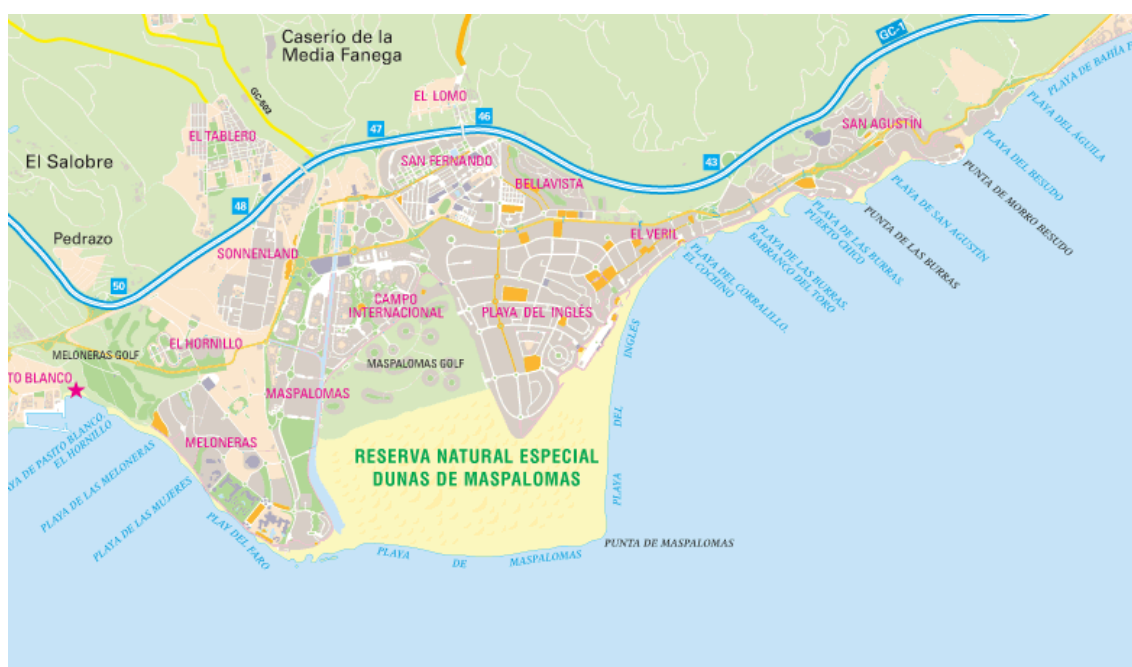 Caserío de la
Media Fanega
GC-1
PLAYA DE BAHÍA F
GC-503
EL LOMO
46
47
PLAYA DEL ÁGUILA
EL TABLERO
SAN AGUSTÍN
El Salobre
SAN FERNANDO
43
PLAYA DEL BESUDO
BELLAVISTA
PUNTA DE MORRO BESUDO
48
PLAYA DE SAN AGUSTÍN
Pedrazo
SONNENLAND
EL VERIL
PLAYA DE LAS BURRAS.
PUERTO CHICO
PUNTA DE LAS BURRAS
PLAYA DE LAS BURRAS.
BARRANCO DEL TORO
PLAYA DEL CORRALILLO.
EL COCHINO
50
CAMPO
INTERNACIONAL
PLAYA DEL INGLÉS
EL HORNILLO
MELONERAS GOLF
MASPALOMAS GOLF
TO BLANCO
MASPALOMAS
PLAYA DEL INGLÉS
MELONERAS
RESERVA NATURAL ESPECIAL
DUNAS DE MASPALOMAS
YA DE PASITO BLANCO.
EL HORNILLO
PLAYA DE LAS MELONERAS
PLAYA DE LAS MUJERES
PLAY DEL FARO
PLAYA DE MASPALOMAS
PUNTA DE MASPALOMAS